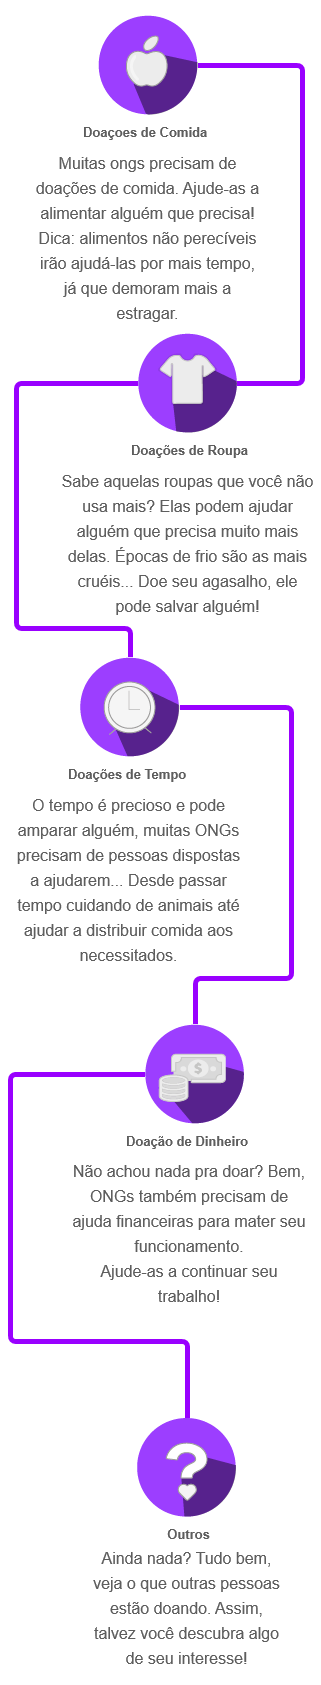 Doaçoes de Comida
Muitas ongs precisam de
doações de comida. Ajude-as a
alimentar alguém que precisa!
Dica: alimentos não perecíveis
irão ajudá-las por mais tempo,
já que demoram mais a
estragar.
Doações de Roupa
Sabe aquelas roupas que você não
usa mais? Elas podem ajudar
alguém que precisa muito mais
delas. Épocas de frio são as mais
cruéis... Doe seu agasalho, ele
pode salvar alguém!
Doações de Tempo
O tempo é precioso e pode
amparar alguém, muitas ONGs
precisam de pessoas dispostas
a ajudarem... Desde passar
tempo cuidando de animais até
ajudar a distribuir comida aos
necessitados.
$
Doação de Dinheiro
Não achou nada pra doar? Bem,
ONGs também precisam de
ajuda financeiras para mater seu
funcionamento.
Ajude-as a continuar seu
trabalho!
?
Outros
Ainda nada? Tudo bem,
veja o que outras pessoas
estão doando. Assim,
talvez você descubra algo
de seu interesse!